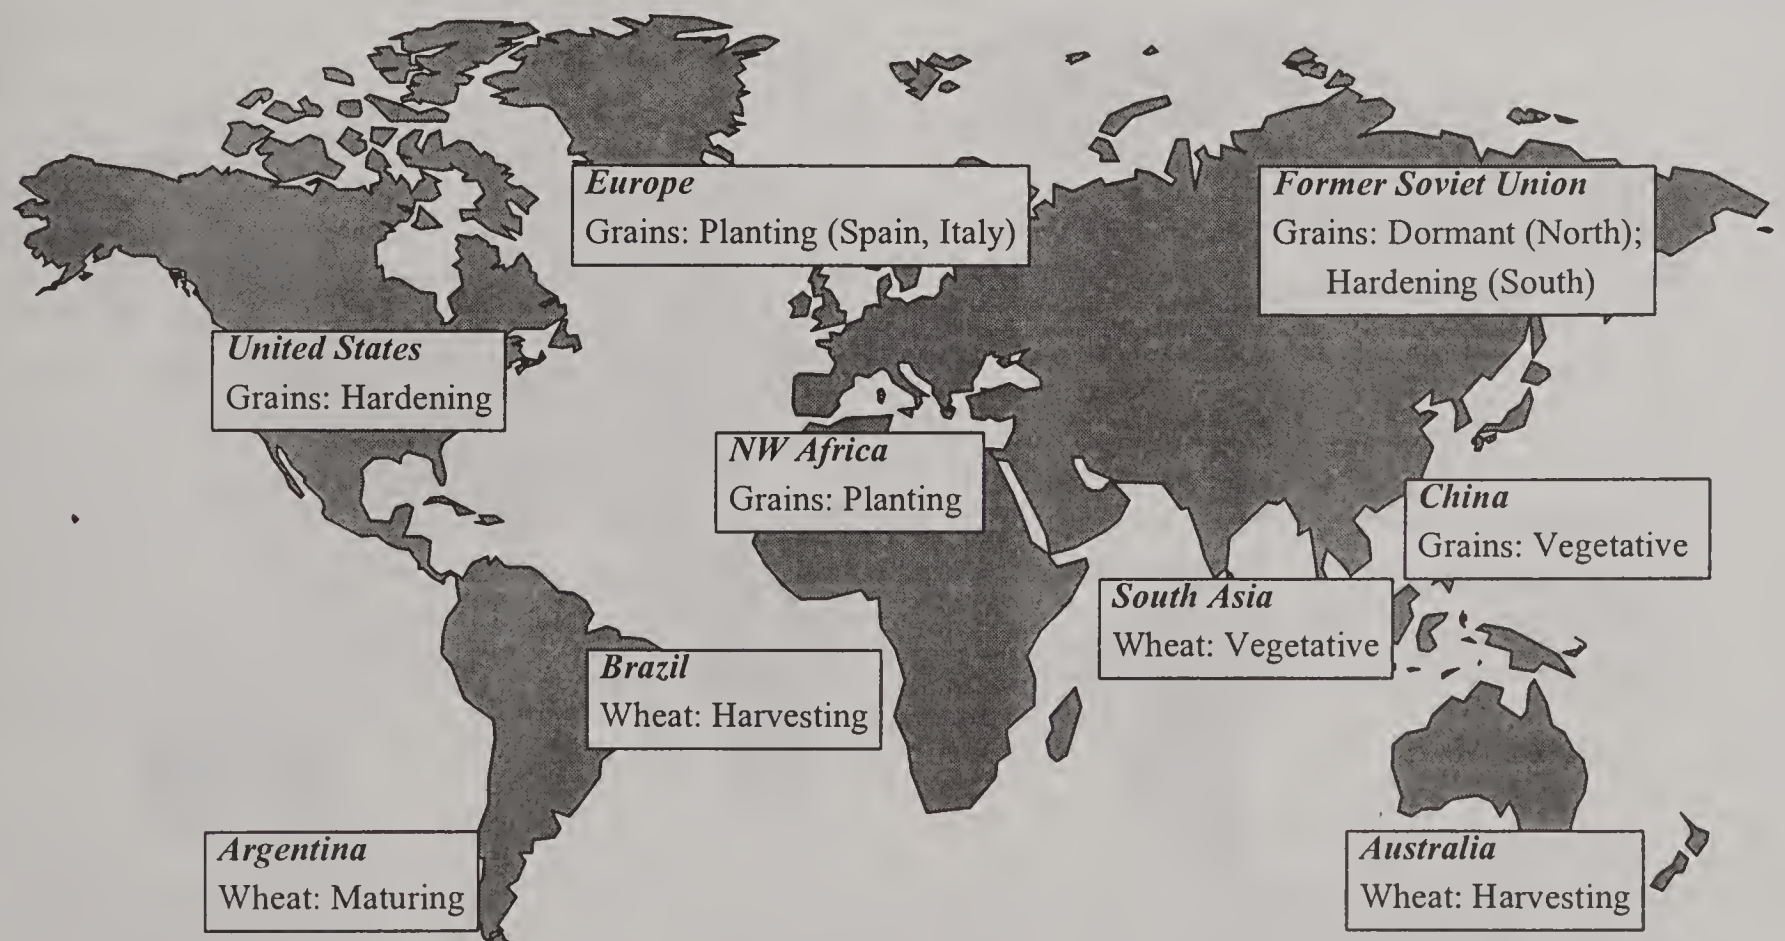 Europe
Grains: Planting (Spain, Italy)
Former Soviet Union
Grains: Dormant (North);
Hardening (South)
United States
Grains: Hardening
NW Africa
Grains: Planting
China
Grains: Vegetative
South Asia
Wheat: Vegetative
Brazil
Wheat: Harvesting
Argentina
Wheat: Maturing
Australia
Wheat: Harvesting